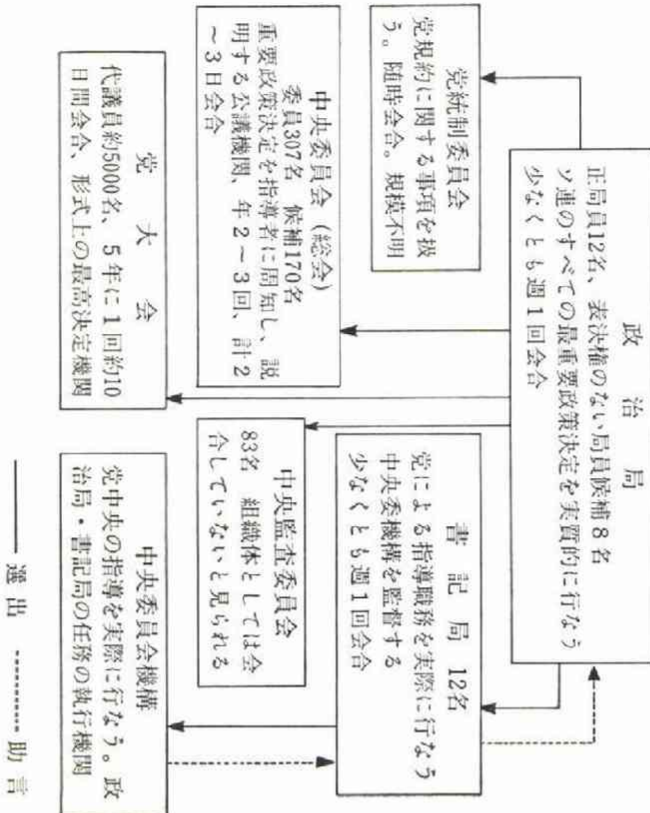 政治局
正局員12名、表決権のない局員候補8名
ソ連のすべての最重要政策決定を実質的に行なう
少なくとも週1回会合
党統制委員会
党規約に関する事項を扱
う。随時会合。規模不明
中央委員会(総会)
委員307名 候補170名
重要政策決定を指導者に周知し、説
明する公議機関、年2~3回、計2
~3日会合
党大会
代議員約5000名、5年に1回約10
日間会合、形式上の最高決定機関
書記局 12名
党による指導職務を実際に行なう
中央委機構を監督する
少なくとも週1回会合
中央監査委員会
83名 組織体としては会
合していないと見られる
中央委員会機構
党中央の指導を実際に行なう。政
治局・書記局の任務の執行機関
選出 助言